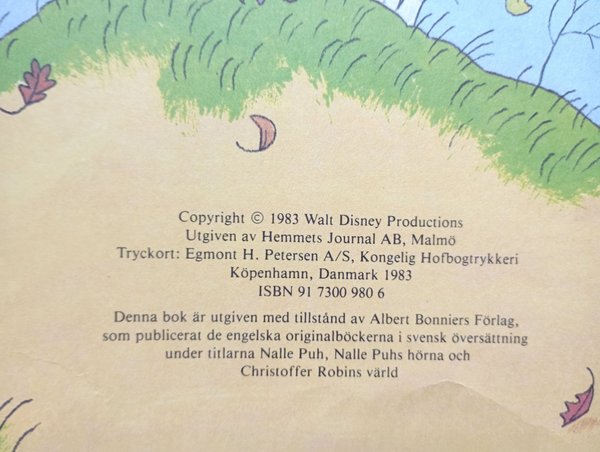 Copyright © 1983 Walt Disney Productions
Utgiven av Hemmets Journal AB, Malmö
Tryckort: Egmont H. Petersen A/S, Kongelig Hofbogtrykkeri
Köpenhamn, Danmark 1983
ISBN 91 7300 980 6
Denna bok är utgiven med tillstånd av Albert Bonniers Förlag,
som publicerat de engelska originalböckerna i svensk översättning
under titlarna Nalle Puh, Nalle Puhs hörna och
Christoffer Robins värld